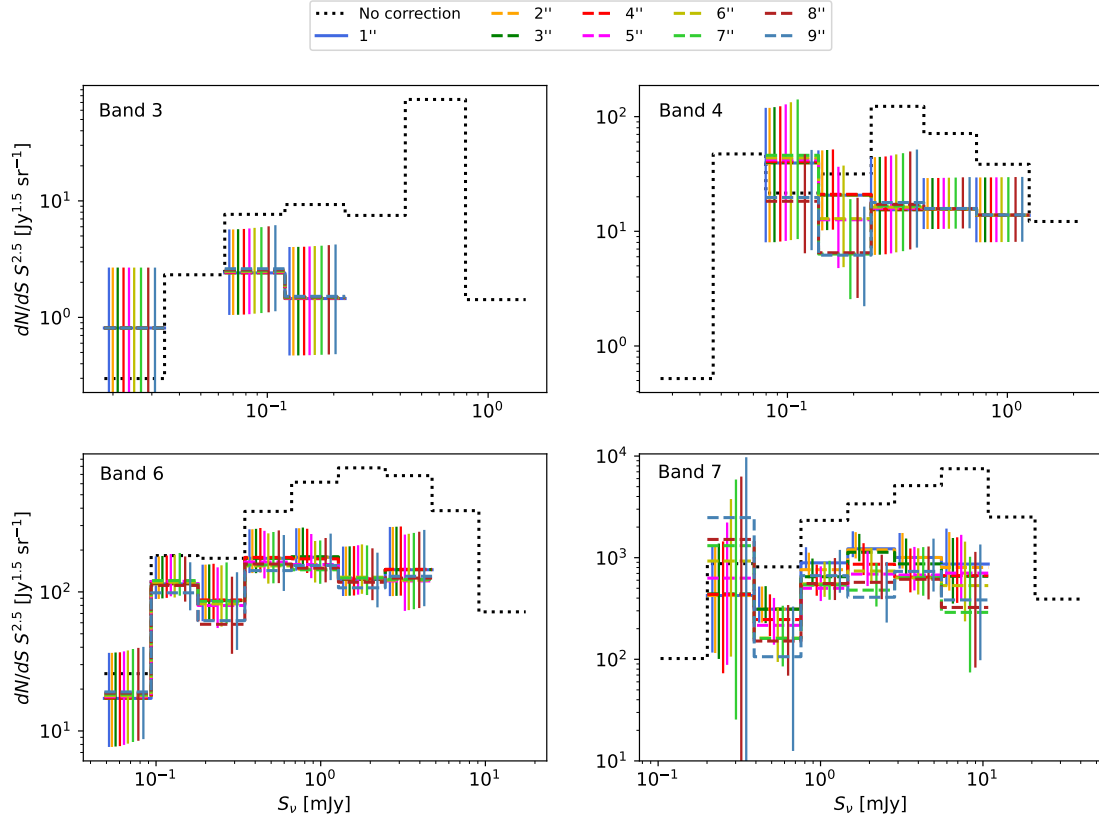 No correction 2'' 4'' 6'' 8''
1'' 3'' 5'' 7'' 9''
Band 3
Band 4
dN/dS S^2.5 [Jy^1.5 sr^−1]
10^1
10^0
10^−1
10^0
10^2
10^1
10^0
10^−1
10^0
Band 6
Band 7
dN/dS S^2.5 [Jy^1.5 sr^−1]
10^2
10^1
10^−1
10^0
10^1
S_ν [mJy]
10^4
10^3
10^2
10^1
10^−1
10^0
10^1
S_ν [mJy]